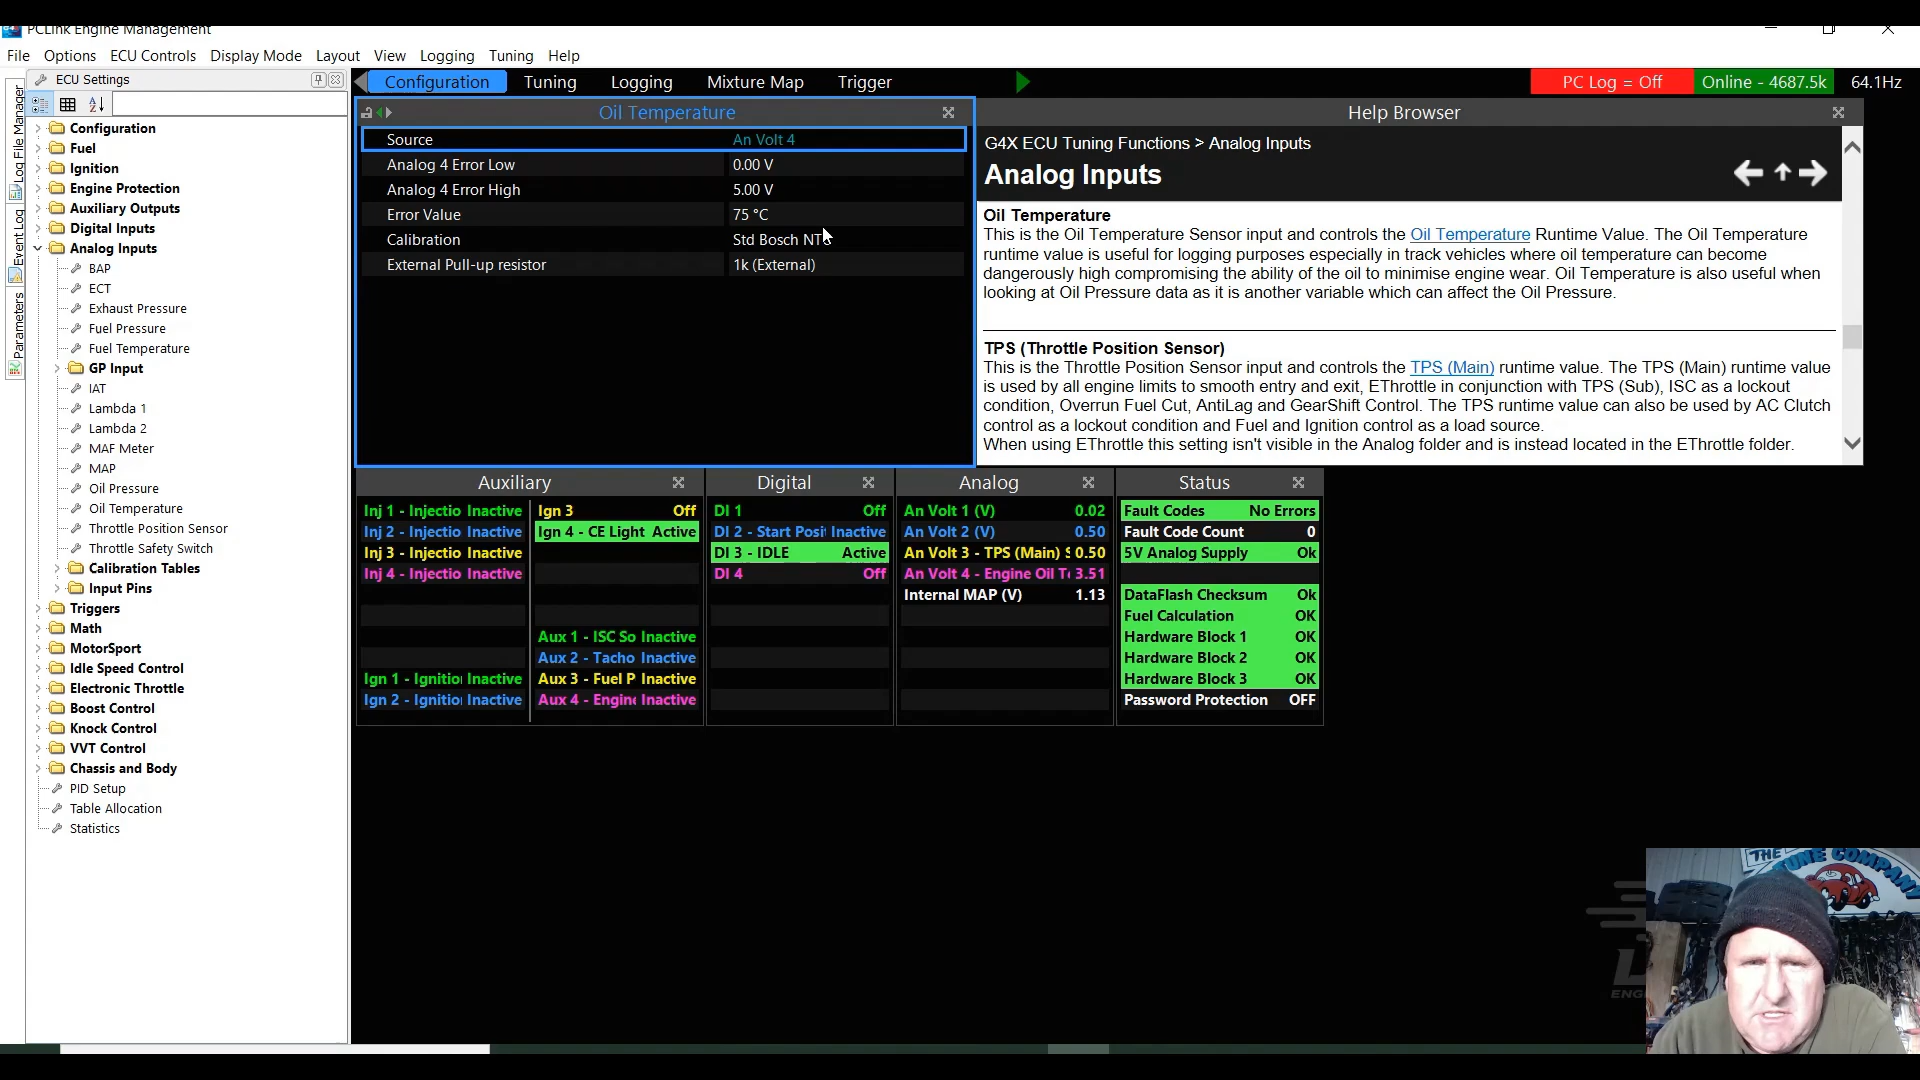 PCLink Engine Management
File Options ECU Controls Display Mode Layout View Logging Tuning Help
ECU Settings
Configuration Tuning Logging Mixture Map Trigger
PC Log = Off Online - 4687.5k 64.1Hz
Log File Manager
Event Log
Parameters
Configuration
Fuel
Ignition
Engine Protection
Auxiliary Outputs
Digital Inputs
Analog Inputs
BAP
ECT
Exhaust Pressure
Fuel Pressure
Fuel Temperature
GP Input
IAT
Lambda 1
Lambda 2
MAF Meter
MAP
Oil Pressure
Oil Temperature
Throttle Position Sensor
Throttle Safety Switch
Calibration Tables
Input Pins
Triggers
Math
MotorSport
Idle Speed Control
Electronic Throttle
Boost Control
Knock Control
VVT Control
Chassis and Body
PID Setup
Table Allocation
Statistics
Oil Temperature
Source An Volt 4
Analog 4 Error Low 0.00 V
Analog 4 Error High 5.00 V
Error Value 75 °C
Calibration Std Bosch NTC
External Pull-up resistor 1k (External)
Help Browser
G4X ECU Tuning Functions > Analog Inputs
Analog Inputs
Oil Temperature
This is the Oil Temperature Sensor input and controls the Oil Temperature Runtime Value. The Oil Temperature
runtime value is useful for logging purposes especially in track vehicles where oil temperature can become
dangerously high compromising the ability of the oil to minimise engine wear. Oil Temperature is also useful when
looking at Oil Pressure data as it is another variable which can affect the Oil Pressure.
TPS (Throttle Position Sensor)
This is the Throttle Position Sensor input and controls the TPS (Main) runtime value. The TPS (Main) runtime value
is used by all engine limits to smooth entry and exit, EThrottle in conjunction with TPS (Sub), ISC as a lockout
condition, Overrun Fuel Cut, AntiLag and GearShift Control. The TPS runtime value can also be used by AC Clutch
control as a lockout condition and Fuel and Ignition control as a load source.
When using EThrottle this setting isn't visible in the Analog folder and is instead located in the EThrottle folder.
Auxiliary
Inj 1 - Injectio Inactive
Inj 2 - Injectio Inactive
Inj 3 - Injectio Inactive
Inj 4 - Injectio Inactive
Ign 1 - Ignitio Inactive
Ign 2 - Ignitio Inactive
Ign 3 Off
Ign 4 - CE Light Active
Aux 1 - ISC So Inactive
Aux 2 - Tacho Inactive
Aux 3 - Fuel P Inactive
Aux 4 - Engin Inactive
Digital
DI 1 Off
DI 2 - Start Posi Inactive
DI 3 - IDLE Active
DI 4 Off
Analog
An Volt 1 (V) 0.02
An Volt 2 (V) 0.50
An Volt 3 - TPS (Main) S 0.50
An Volt 4 - Engine Oil T 3.51
Internal MAP (V) 1.13
Status
Fault Codes No Errors
Fault Code Count 0
5V Analog Supply Ok
DataFlash Checksum Ok
Fuel Calculation OK
Hardware Block 1 OK
Hardware Block 2 OK
Hardware Block 3 OK
Password Protection OFF
THE TUNE COMPANY